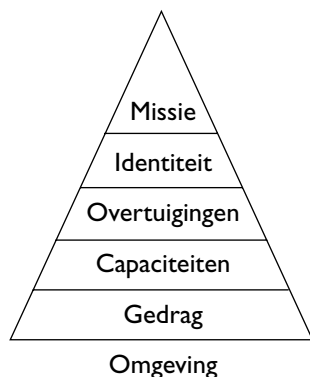 Missie
Identiteit
Overtuigingen
Capaciteiten
Gedrag
Omgeving